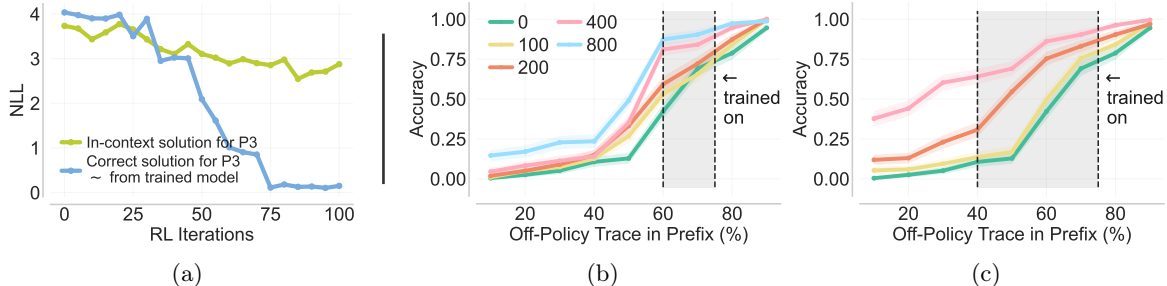 NLL
4
3
2
1
0
In-context solution for P3
Correct solution for P3
~ from trained model
0 25 50 75 100
RL Iterations
(a)
Accuracy
1.00
0.75
0.50
0.25
0.00
0 400
100 800
200
←
trained
on
20 40 60 80
Off-Policy Trace in Prefix (%)
(b)
Accuracy
1.00
0.75
0.50
0.25
0.00
←
trained
on
20 40 60 80
Off-Policy Trace in Prefix (%)
(c)